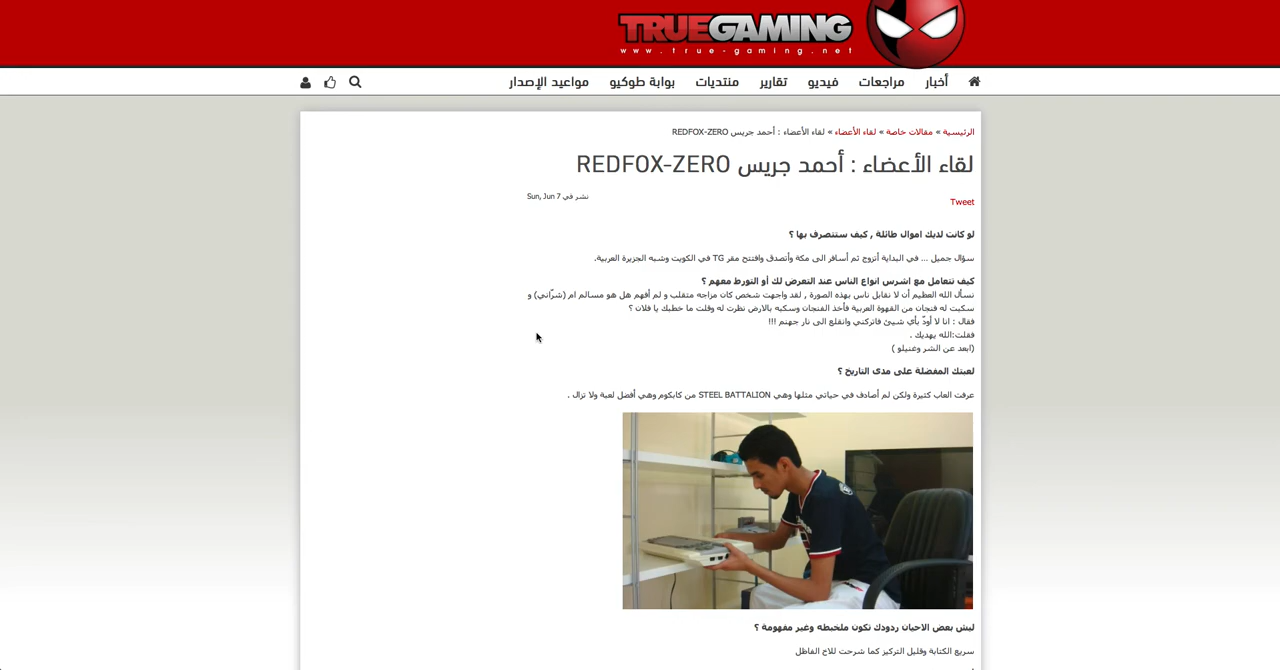 TRUEGAMING
www.true-gaming.net
أخبار مراجعات فيديو تقارير منتديات بوابة طوكيو مواعيد الإصدار
الرئيسية » مقالات خاصة » لقاء الأعضاء » لقاء الأعضاء : أحمد جريس REDFOX-ZERO
لقاء الأعضاء : أحمد جريس REDFOX-ZERO
Tweet
نشر في Sun, Jun 7
لو كانت لديك اموال طائلة , كيف ستتصرف بها ؟
سؤال جميل ... في البداية أتزوج ثم أسافر الى مكة وأتصدق وافتتح مقر TG في الكويت وشبه الجزيرة العربية.
كيف تتعامل مع اشرس انواع الناس عند التعرض لك أو التورط معهم ؟
نسأل الله العظيم أن لا نقابل ناس بهذه الصورة , لقد واجهت شخص كان مزاجه متقلب و لم أفهم هل هو مسالم ام (شرّاني) و
سكبت له فنجان من القهوة العربية فأخذ الفنجان وسكبه بالارض نظرت له وقلت ما خطبك يا فلان ؟
فقال : انا لا أودّ بأي شيئ فاتركني وانقلع الى نار جهنم !!!
فقلت:الله يهديك .
(ابعد عن الشر وغنيلو )
لعبتك المفضلة على مدى التاريخ ؟
عرفت العاب كثيرة ولكن لم أصادف في حياتي مثلها وهي STEEL BATTALION من كابكوم وهي أفضل لعبة ولا تزال .
ليش بعض الاحيان ردودك تكون ملخبطه وغير مفهومة ؟
سريع الكتابة وقليل التركيز كما شرحت للاخ الفاظل